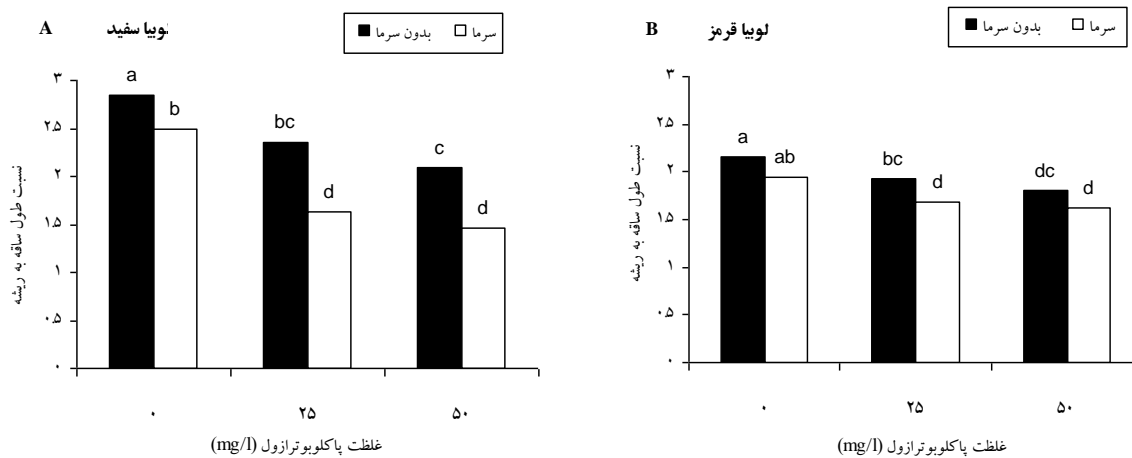 A
لوبیا سفید
■ بدون سرما □ سرما
نسبت طول ساقه به ریشه
۳
۲.۵
۲
۱.۵
۱
۰.۵
۰
a
b
bc
d
c
d
۰ ۲۵ ۵۰
غلظت پاکلوبوترازول (mg/l)
B
لوبیا قرمز
■ بدون سرما □ سرما
نسبت طول ساقه به ریشه
۳
۲.۵
۲
۱.۵
۱
۰.۵
۰
a
ab
bc
d
dc
d
۰ ۲۵ ۵۰
غلظت پاکلوبوترازول (mg/l)